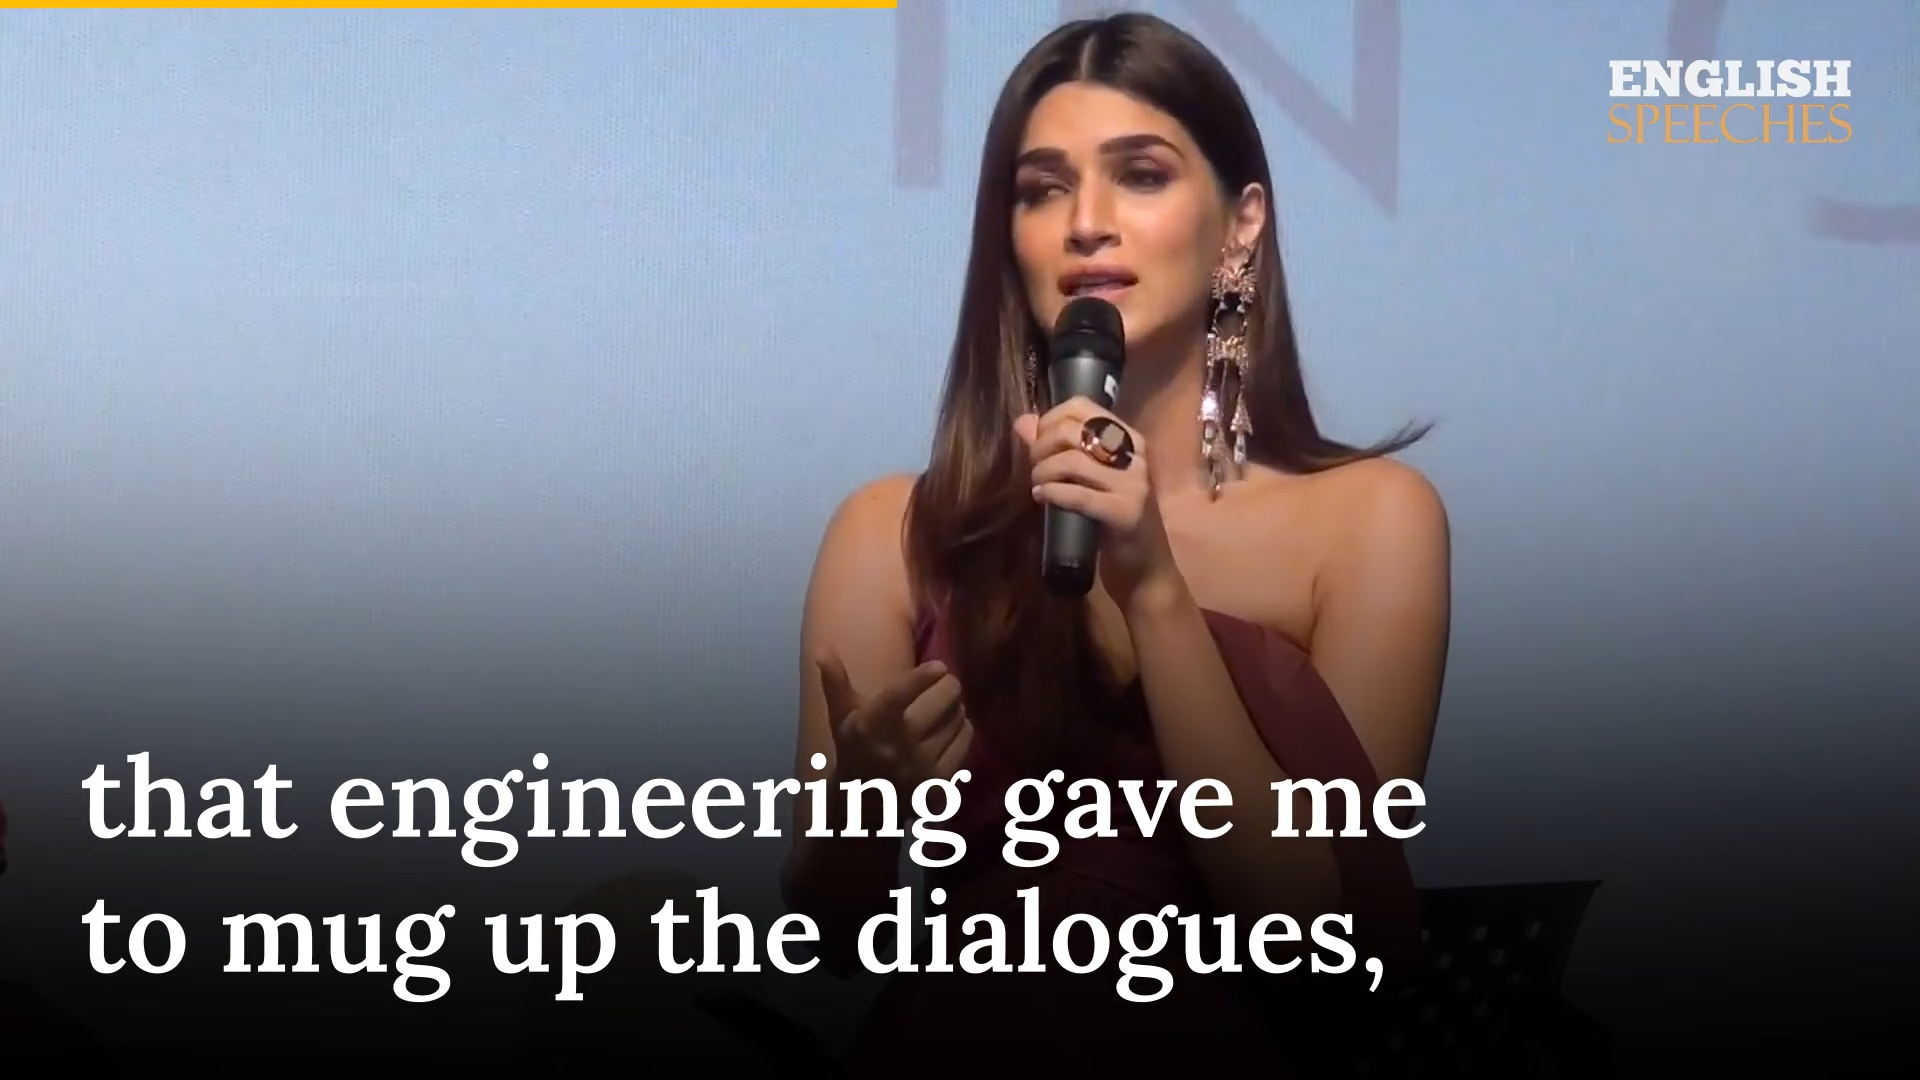 ENGLISH
SPEECHES
that engineering gave me
to mug up the dialogues,